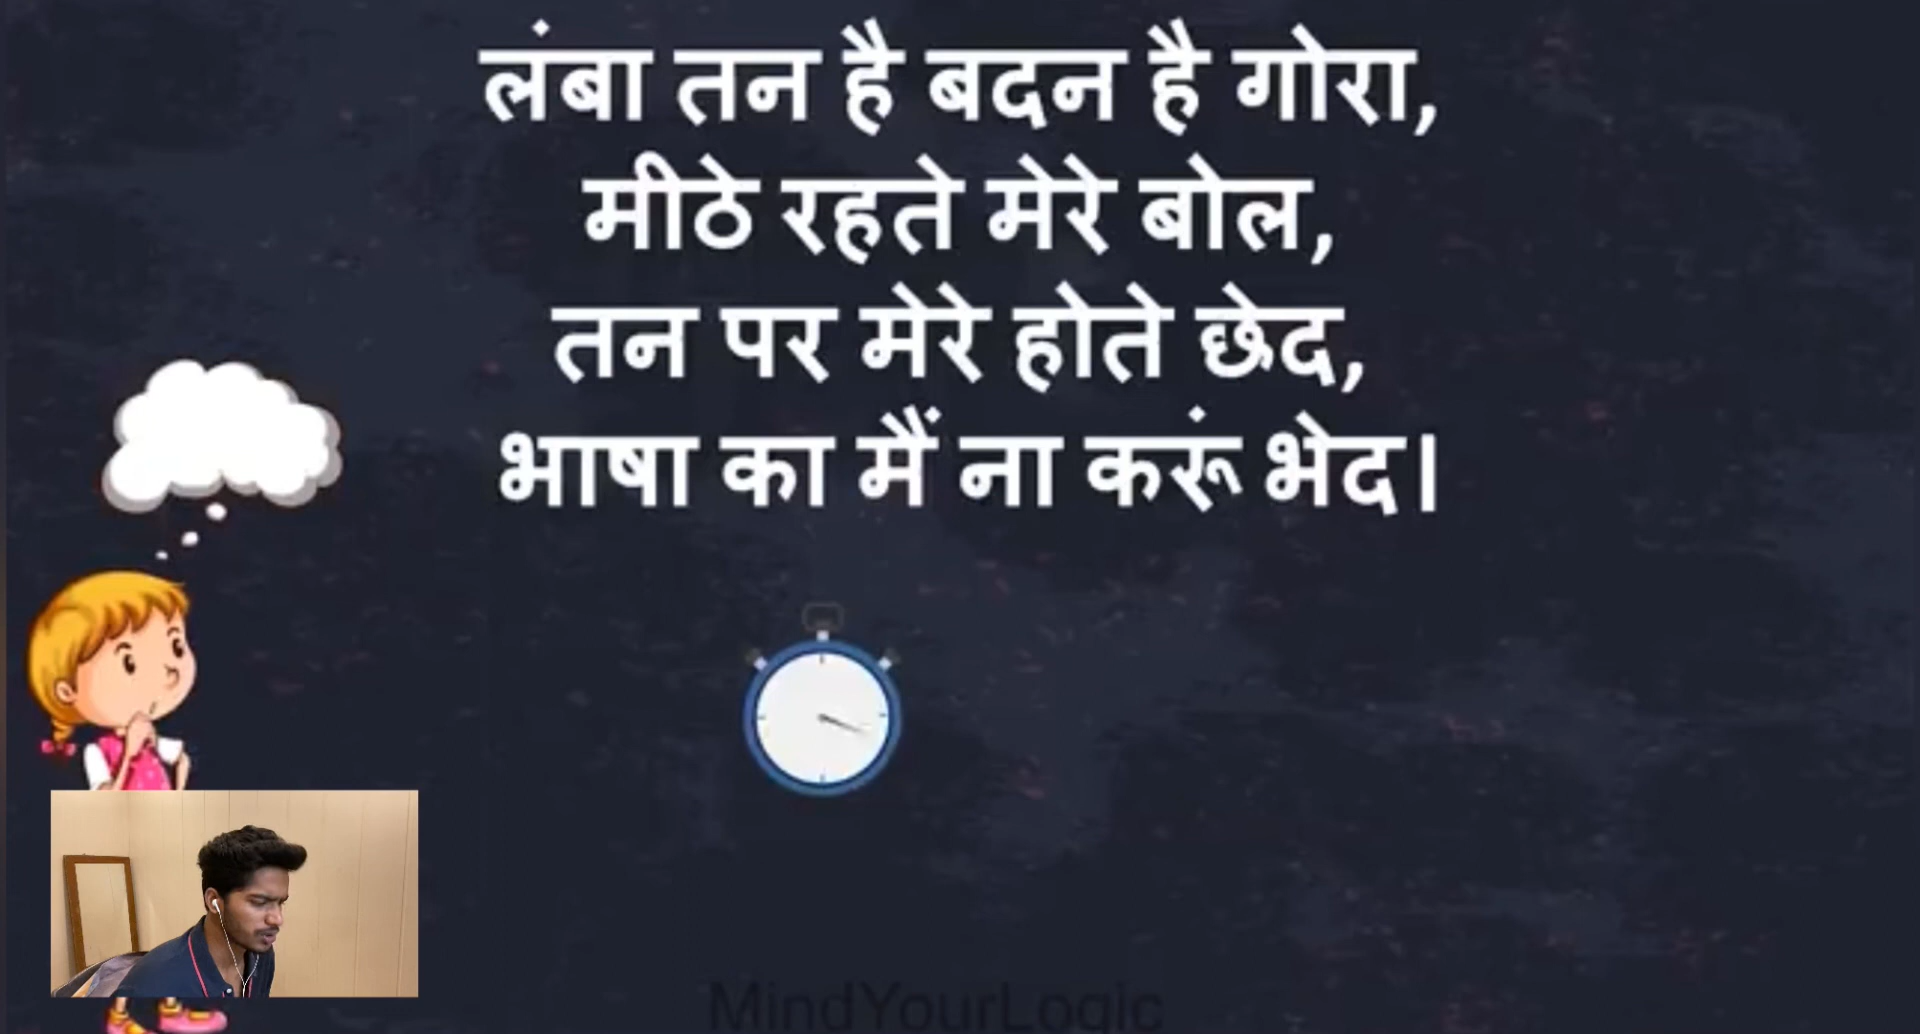 लंबा तन है बदन है गोरा,
मीठे रहते मेरे बोल,
तन पर मेरे होते छेद,
भाषा का मैं ना करूं भेद।
MindYourLogic